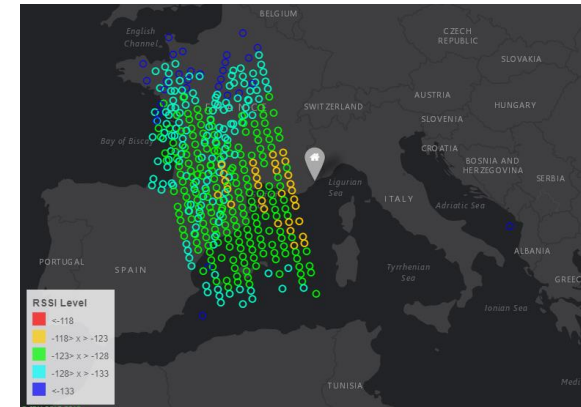 BELGIUM
English
Channel
CZECH
REPUBLIC
SLOVAKIA
SWITZERLAND
AUSTRIA
HUNGARY
SLOVENIA
Bay of Biscay
CROATIA
BOSNIA AND
HERZEGOVINA
SERBIA
Ligurian
Sea
ITALY
Adriatic Sea
ALBANIA
PORTUGAL
SPAIN
Tyrrhenian
Sea
GREEC
Ionian Sea
TUNISIA
Medi
RSSI Level
<-118
-118> x > -123
-123> x > -128
-128> x > -133
<-133